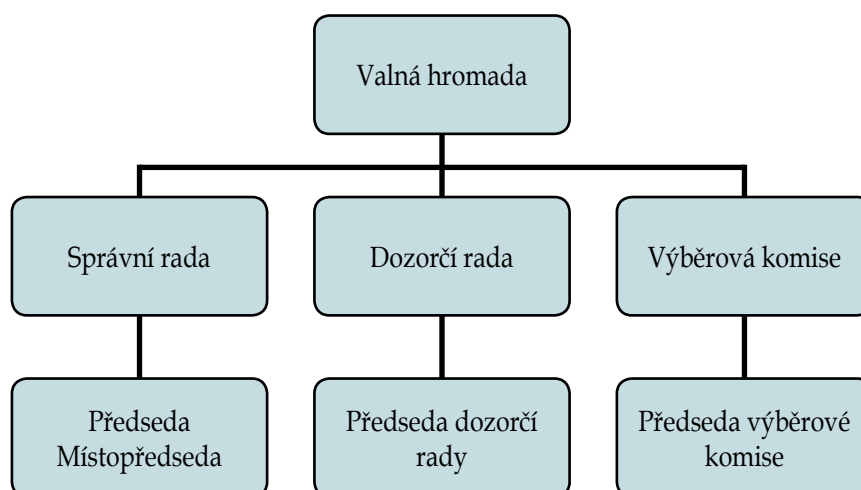 Valná hromada
Správní rada
Dozorčí rada
Výběrová komise
Předseda
Místopředseda
Předseda dozorčí
rady
Předseda výběrové
komise